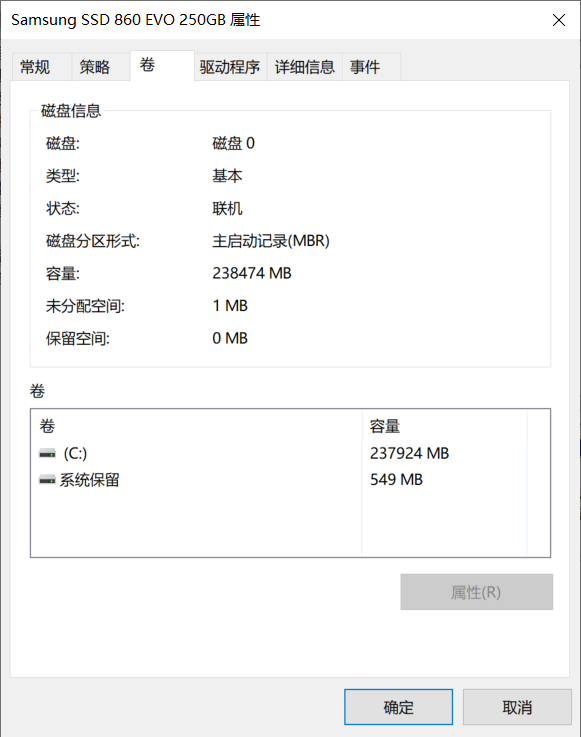 Samsung SSD 860 EVO 250GB 属性
常规 策略 卷 驱动程序 详细信息 事件
磁盘信息
磁盘: 磁盘 0
类型: 基本
状态: 联机
磁盘分区形式: 主启动记录(MBR)
容量: 238474 MB
未分配空间: 1 MB
保留空间: 0 MB
卷
卷 容量
(C:) 237924 MB
系统保留 549 MB
属性(R)
确定 取消